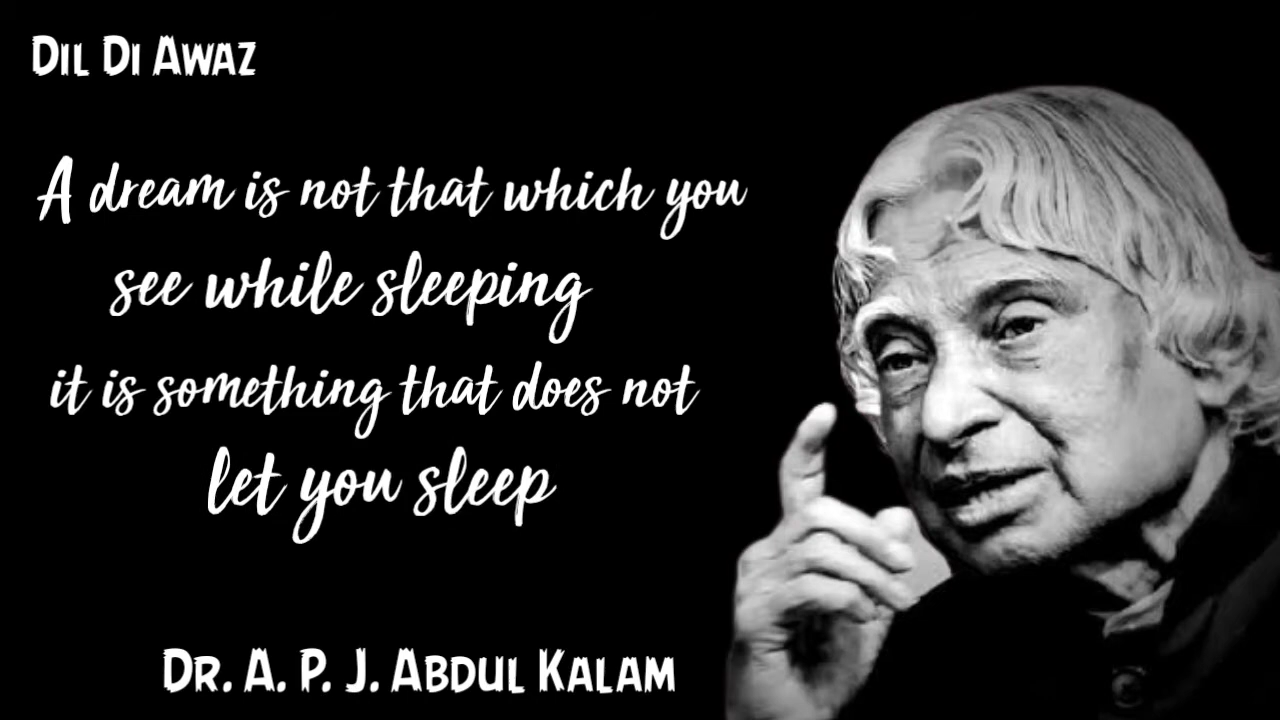 Dil Di Awaz
A dream is not that which you
see while sleeping
it is something that does not
let you sleep
Dr. A. P. J. Abdul Kalam